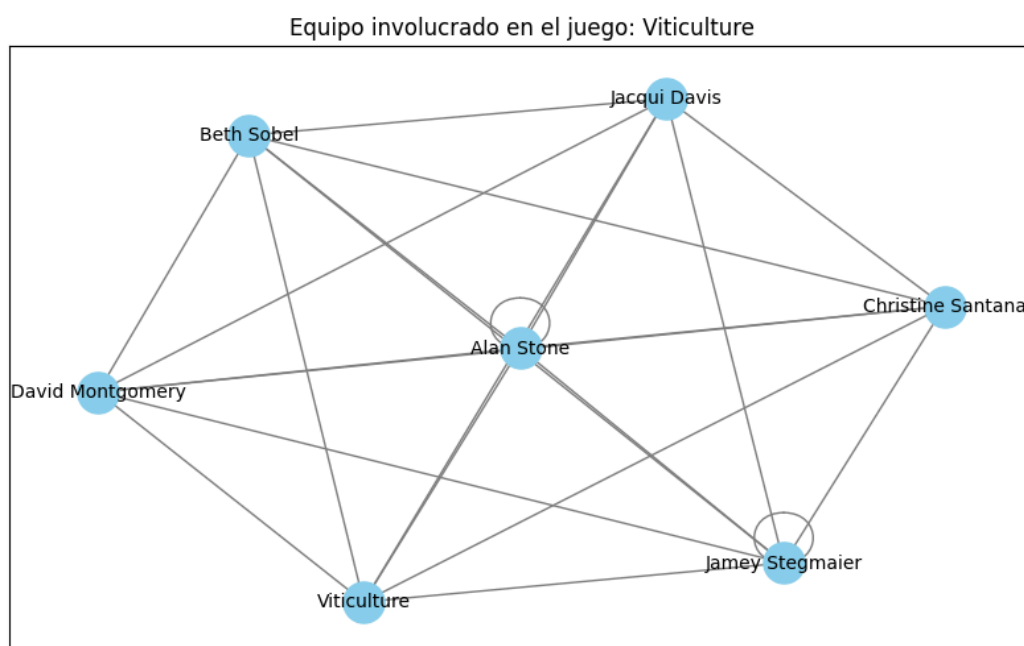 Equipo involucrado en el juego: Viticulture
Jacqui Davis
Beth Sobel
Christine Santana
Alan Stone
David Montgomery
Jamey Stegmaier
Viticulture